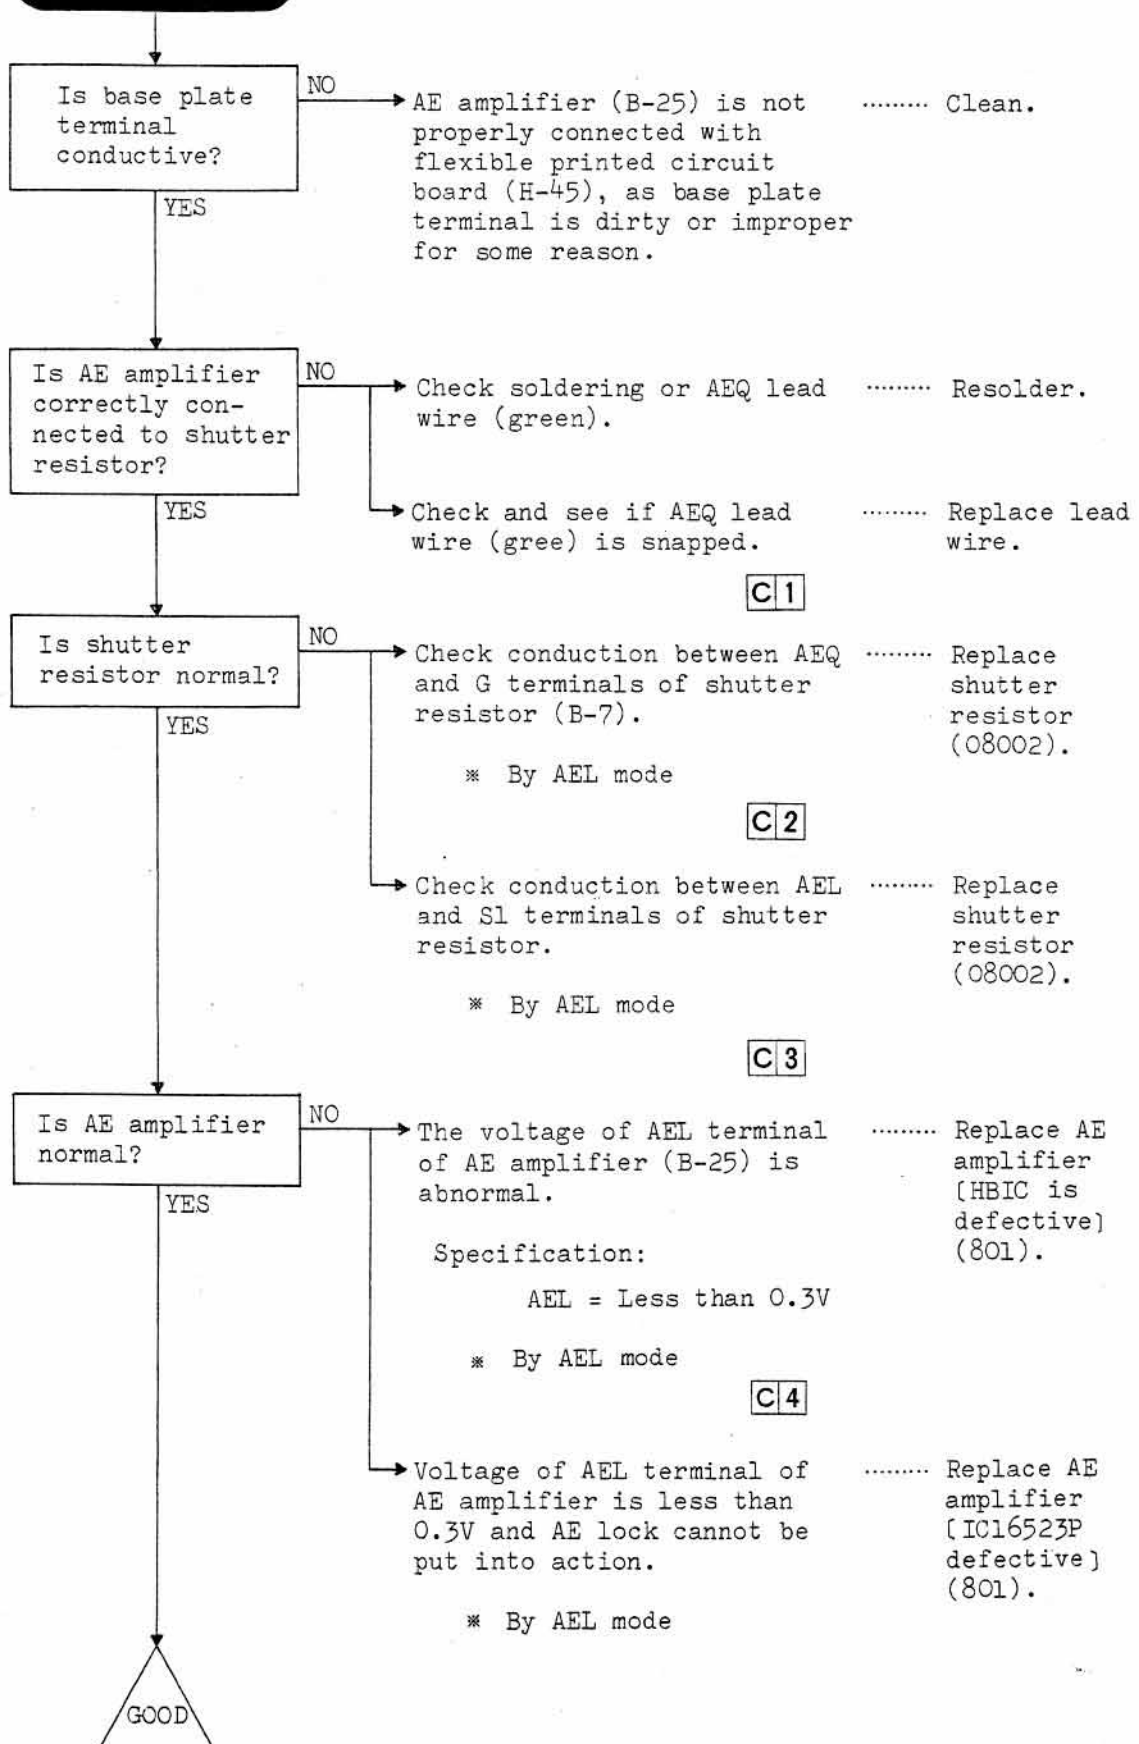 Is base plate
terminal
conductive?
NO
AE amplifier (B-25) is not
properly connected with
flexible printed circuit
board (H-45), as base plate
terminal is dirty or improper
for some reason.
......... Clean.
YES
Is AE amplifier
correctly con-
nected to shutter
resistor?
NO
Check soldering or AEQ lead
wire (green).
......... Resolder.
Check and see if AEQ lead
wire (gree) is snapped.
......... Replace lead
wire.
YES
C 1
Is shutter
resistor normal?
NO
Check conduction between AEQ
and G terminals of shutter
resistor (B-7).
......... Replace
shutter
resistor
(08002).
※ By AEL mode
YES
C 2
Check conduction between AEL
and Sl terminals of shutter
resistor.
......... Replace
shutter
resistor
(08002).
※ By AEL mode
C 3
Is AE amplifier
normal?
NO
The voltage of AEL terminal
of AE amplifier (B-25) is
abnormal.
......... Replace AE
amplifier
[HBIC is
defective]
(801).
YES
Specification:
AEL = Less than 0.3V
※ By AEL mode
C 4
Voltage of AEL terminal of
AE amplifier is less than
0.3V and AE lock cannot be
put into action.
......... Replace AE
amplifier
[IC16523P
defective]
(801).
※ By AEL mode
GOOD